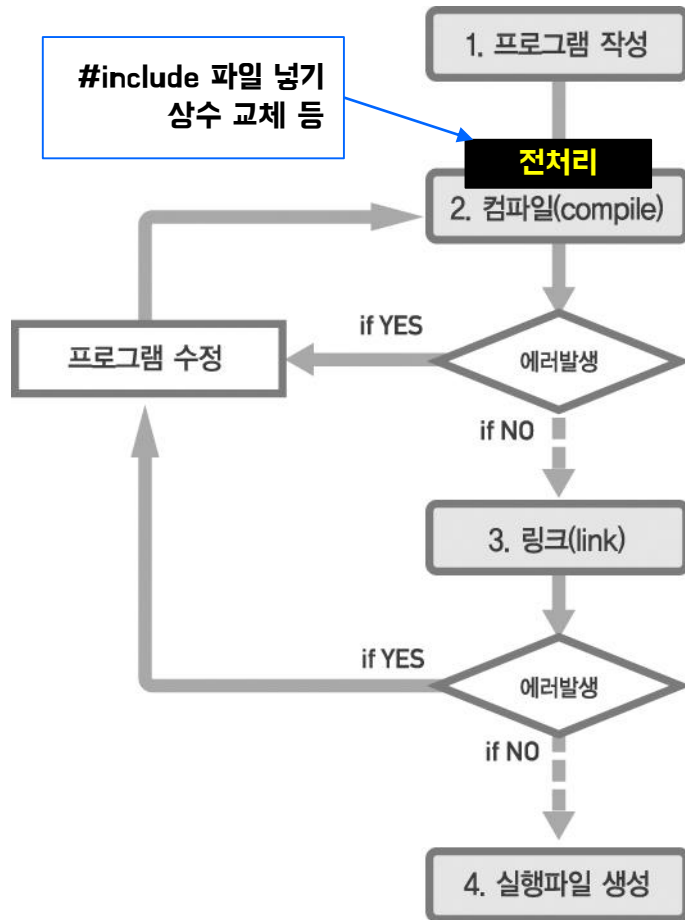 1. 프로그램 작성
#include 파일 넣기
상수 교체 등
전처리
2. 컴파일(compile)
if YES
프로그램 수정
에러발생
if NO
3. 링크(link)
if YES
에러발생
if NO
4. 실행파일 생성